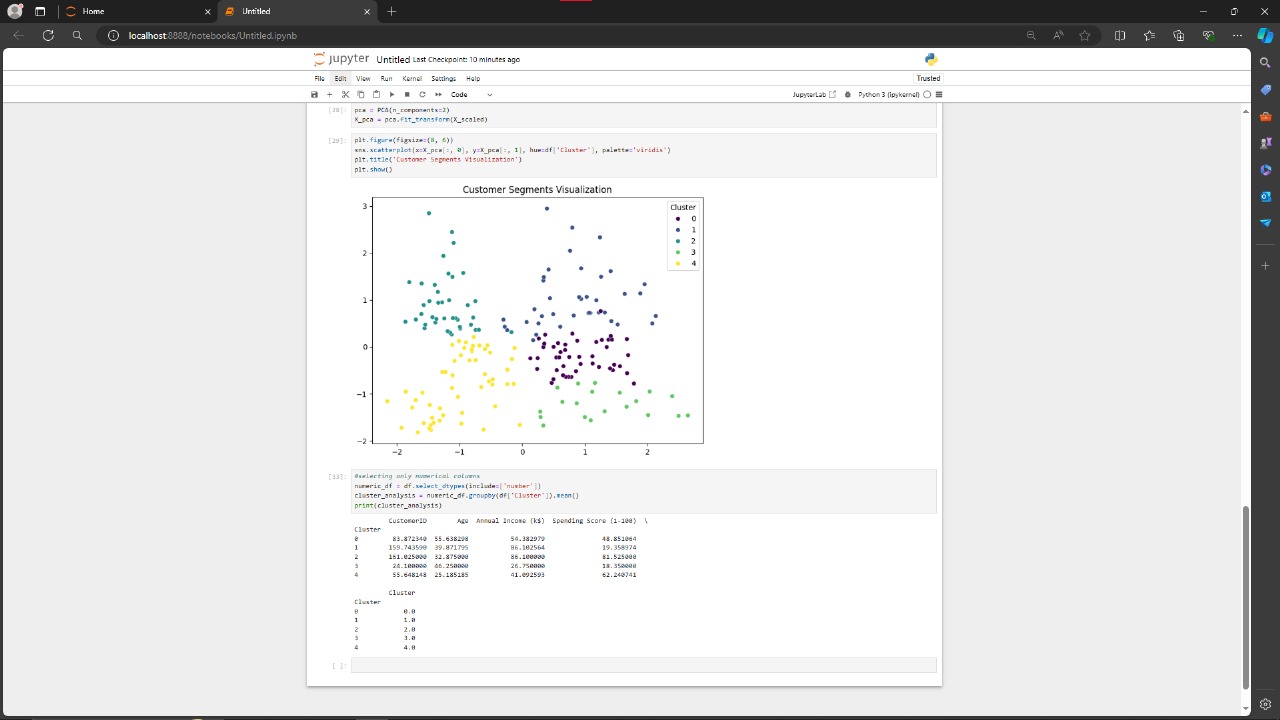 Home
Untitled
localhost:8888/notebooks/Untitled.ipynb
jupyter Untitled Last Checkpoint: 10 minutes ago
File Edit View Run Kernel Settings Help
Trusted
Code
JupyterLab
Python 3 (ipykernel)
[28]:
pca = PCA(n_components=2)
X_pca = pca.fit_transform(X_scaled)
[29]:
plt.figure(figsize=(8, 6))
sns.scatterplot(x=X_pca[:, 0], y=X_pca[:, 1], hue=df['Cluster'], palette='viridis')
plt.title('Customer Segments Visualization')
plt.show()
Customer Segments Visualization
Cluster
0
1
2
3
4
3
2
1
0
−1
−2
−2 −1 0 1 2
[33]:
#selecting only numerical columns
numeric_df = df.select_dtypes(include=['number'])
cluster_analysis = numeric_df.groupby(df['Cluster']).mean()
print(cluster_analysis)
CustomerID Age Annual Income (k$) Spending Score (1-100) \
Cluster
0 83.872340 55.638298 54.382979 48.851064
1 159.743590 39.871795 86.102564 19.358974
2 161.025000 32.875000 86.100000 81.525000
3 24.100000 46.250000 26.750000 18.350000
4 55.648148 25.185185 41.092593 62.240741
Cluster
Cluster
0 0.0
1 1.0
2 2.0
3 3.0
4 4.0
[ ]: